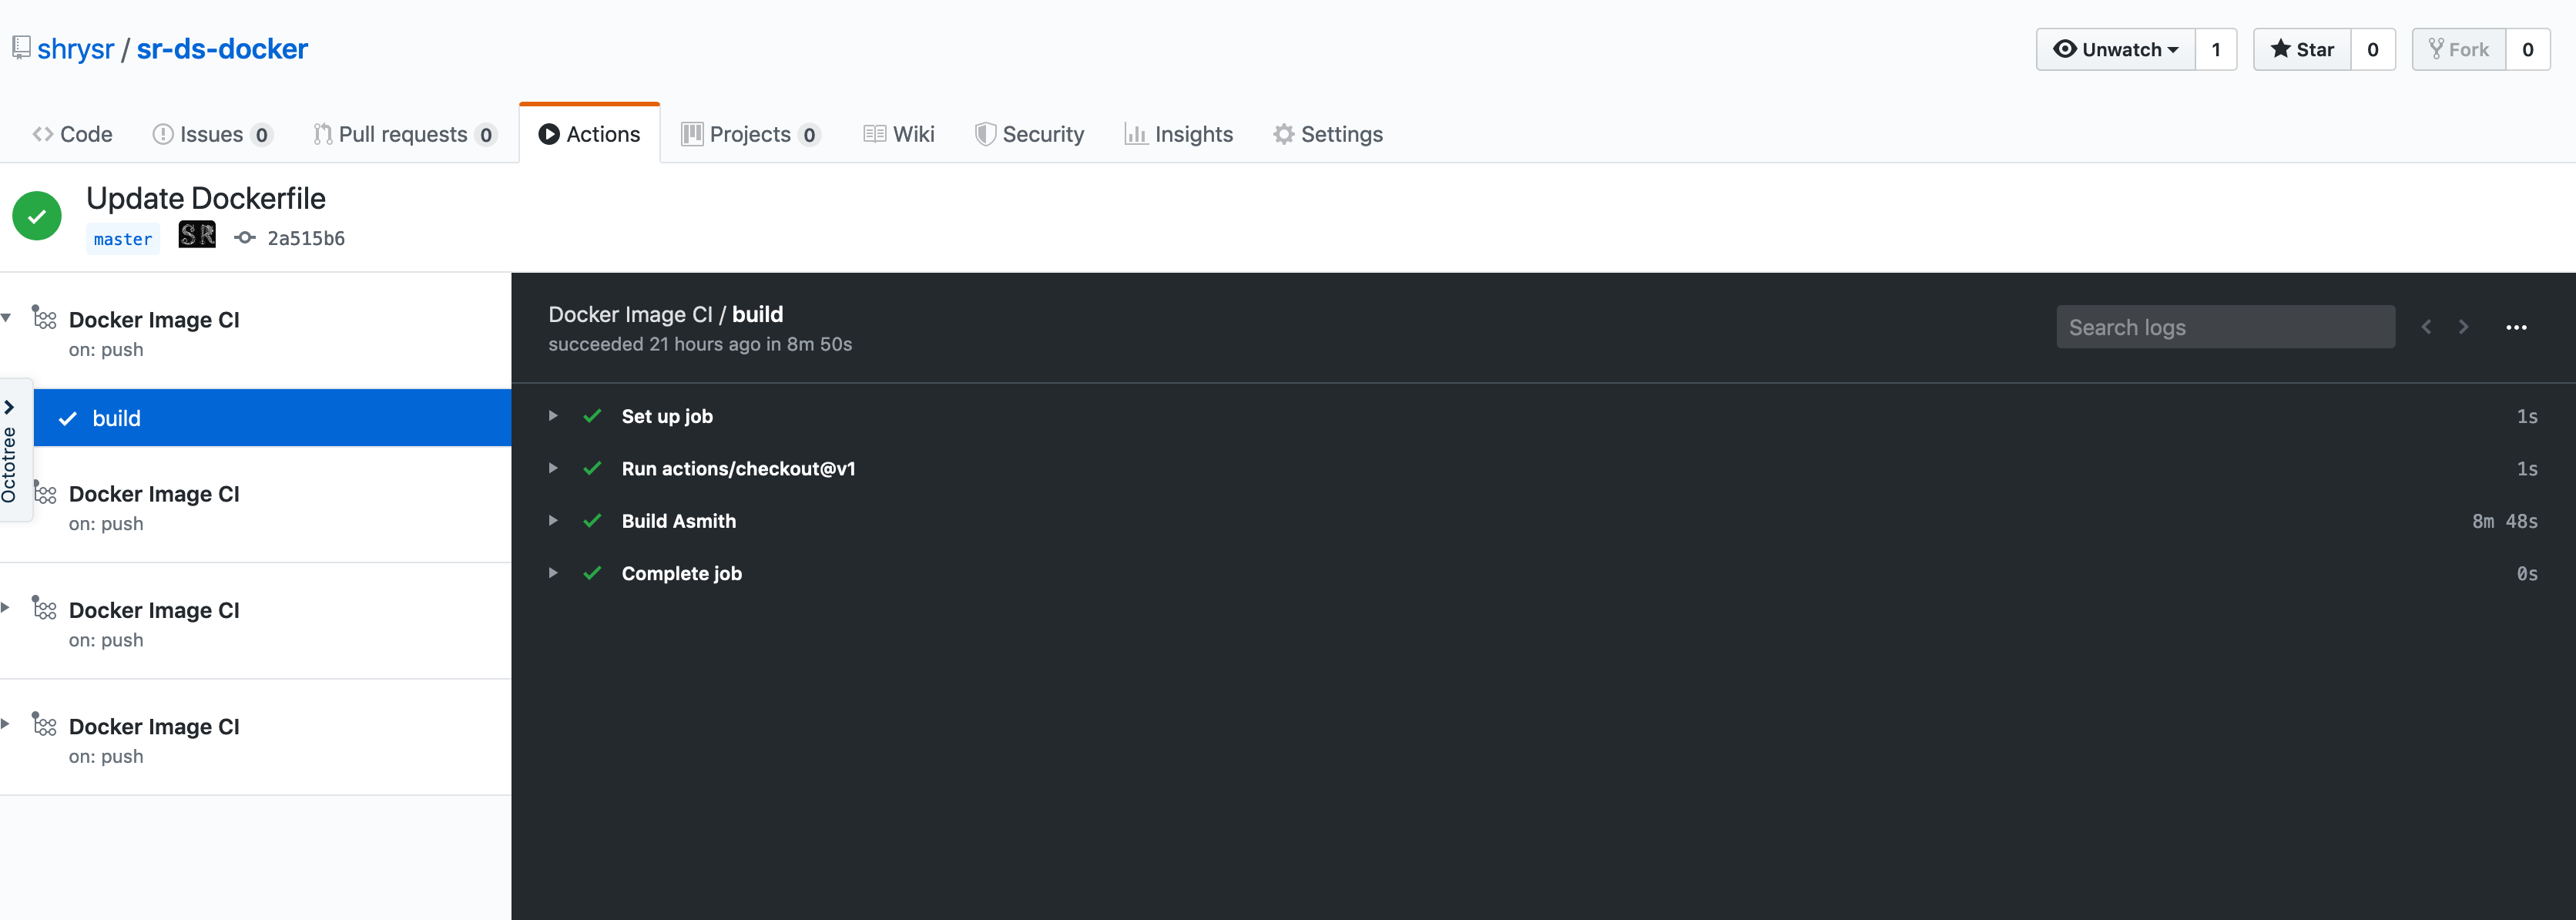 shrysr / sr-ds-docker
Unwatch 1 Star 0 Fork 0
Code Issues 0 Pull requests 0 Actions Projects 0 Wiki Security Insights Settings
Update Dockerfile
master SR 2a515b6
Docker Image CI
on: push
build
Octotree
Docker Image CI
on: push
Docker Image CI
on: push
Docker Image CI
on: push
Docker Image CI / build
succeeded 21 hours ago in 8m 50s
Search logs
Set up job 1s
Run actions/checkout@v1 1s
Build Asmith 8m 48s
Complete job 0s